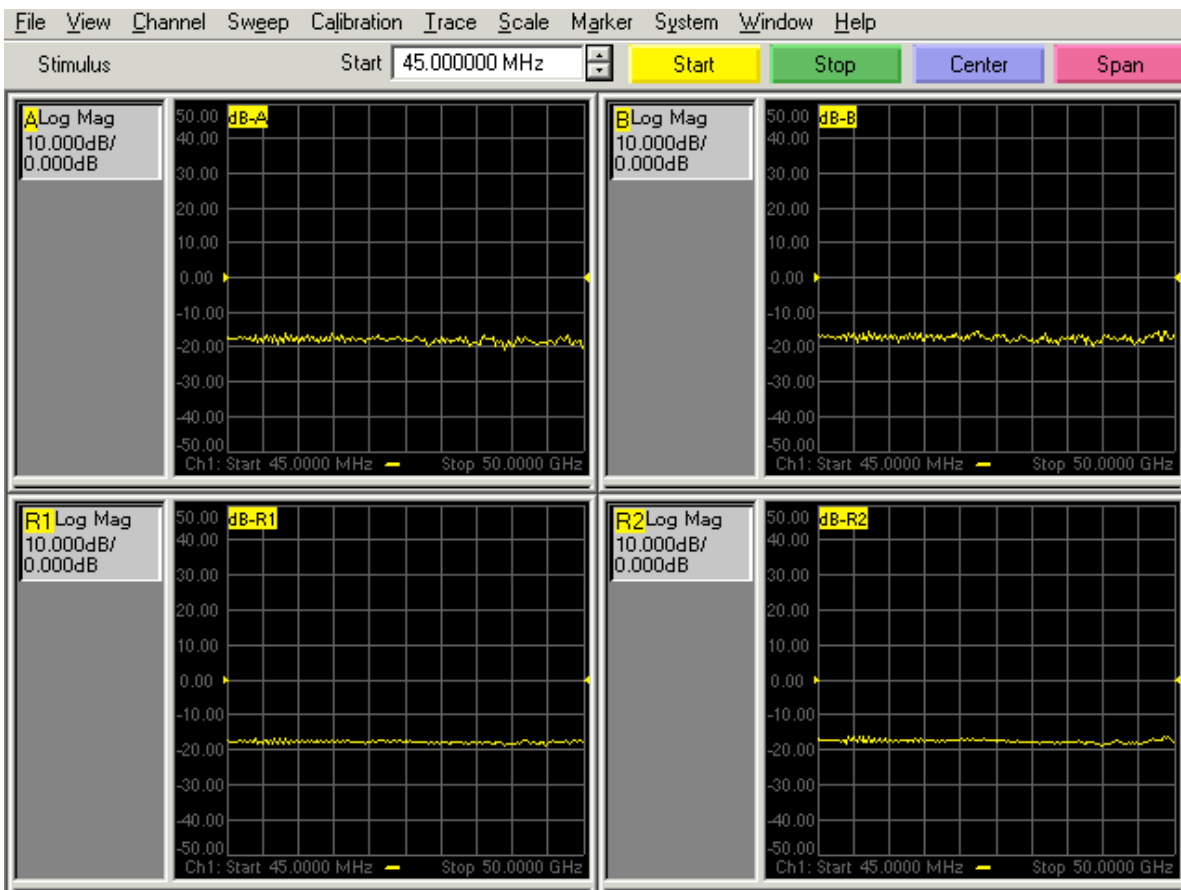 File View Channel Sweep Calibration Trace Scale Marker System Window Help
Stimulus Start 45.000000 MHz Start Stop Center Span
A Log Mag
10.000dB/
0.000dB
50.00 dB-A
40.00
30.00
20.00
10.00
0.00
-10.00
-20.00
-30.00
-40.00
-50.00
Ch1: Start 45.0000 MHz Stop 50.0000 GHz
B Log Mag
10.000dB/
0.000dB
50.00 dB-B
40.00
30.00
20.00
10.00
0.00
-10.00
-20.00
-30.00
-40.00
-50.00
Ch1: Start 45.0000 MHz Stop 50.0000 GHz
R1 Log Mag
10.000dB/
0.000dB
50.00 dB-R1
40.00
30.00
20.00
10.00
0.00
-10.00
-20.00
-30.00
-40.00
-50.00
Ch1: Start 45.0000 MHz Stop 50.0000 GHz
R2 Log Mag
10.000dB/
0.000dB
50.00 dB-R2
40.00
30.00
20.00
10.00
0.00
-10.00
-20.00
-30.00
-40.00
-50.00
Ch1: Start 45.0000 MHz Stop 50.0000 GHz